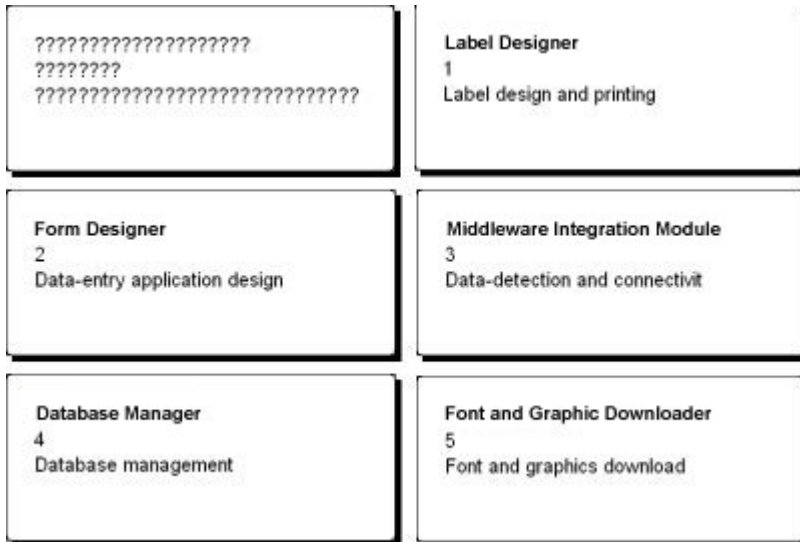 ????????????????????
????????
??????????????????????????????
Label Designer
1
Label design and printing
Form Designer
2
Data-entry application design
Middleware Integration Module
3
Data-detection and connectivit
Database Manager
4
Database management
Font and Graphic Downloader
5
Font and graphics download